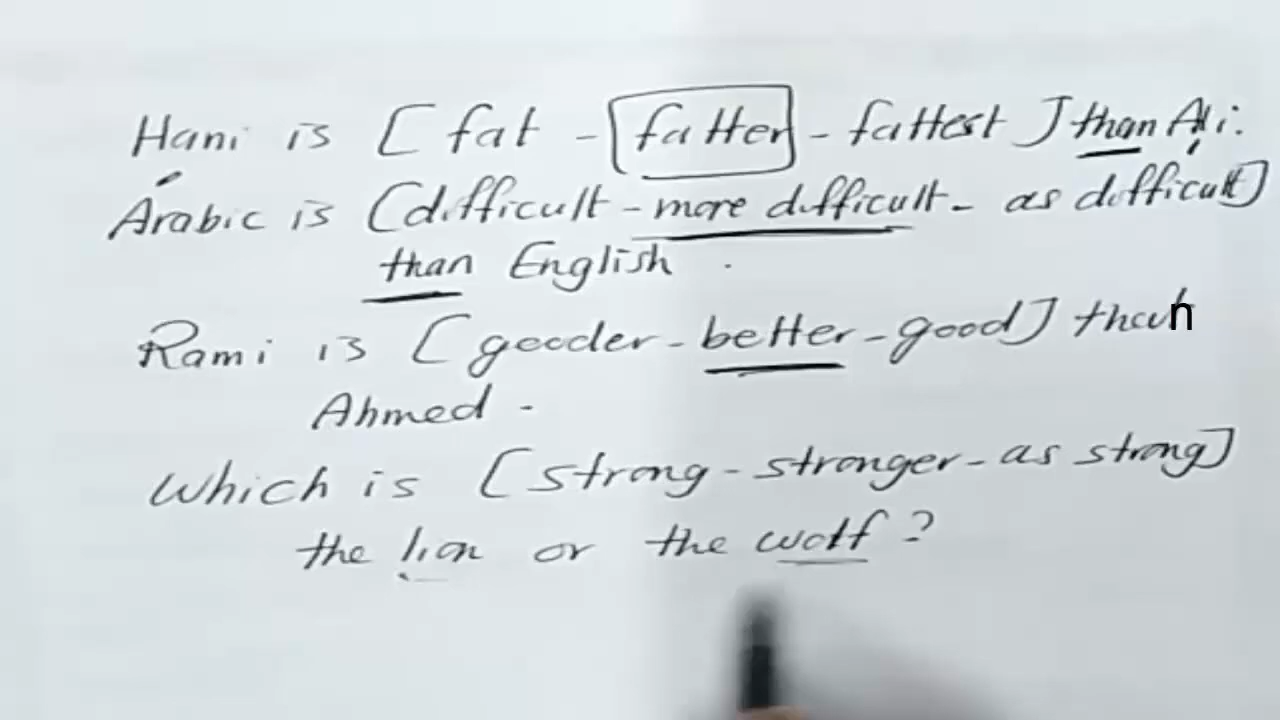 Hani is [fat - fatter - fattest] than Ali.
Arabic is (difficult - more difficult - as difficult]
than English.
Rami is [gooder - better - good] than
Ahmed.
Which is [strong - stronger - as strong]
the lion or the wolf?